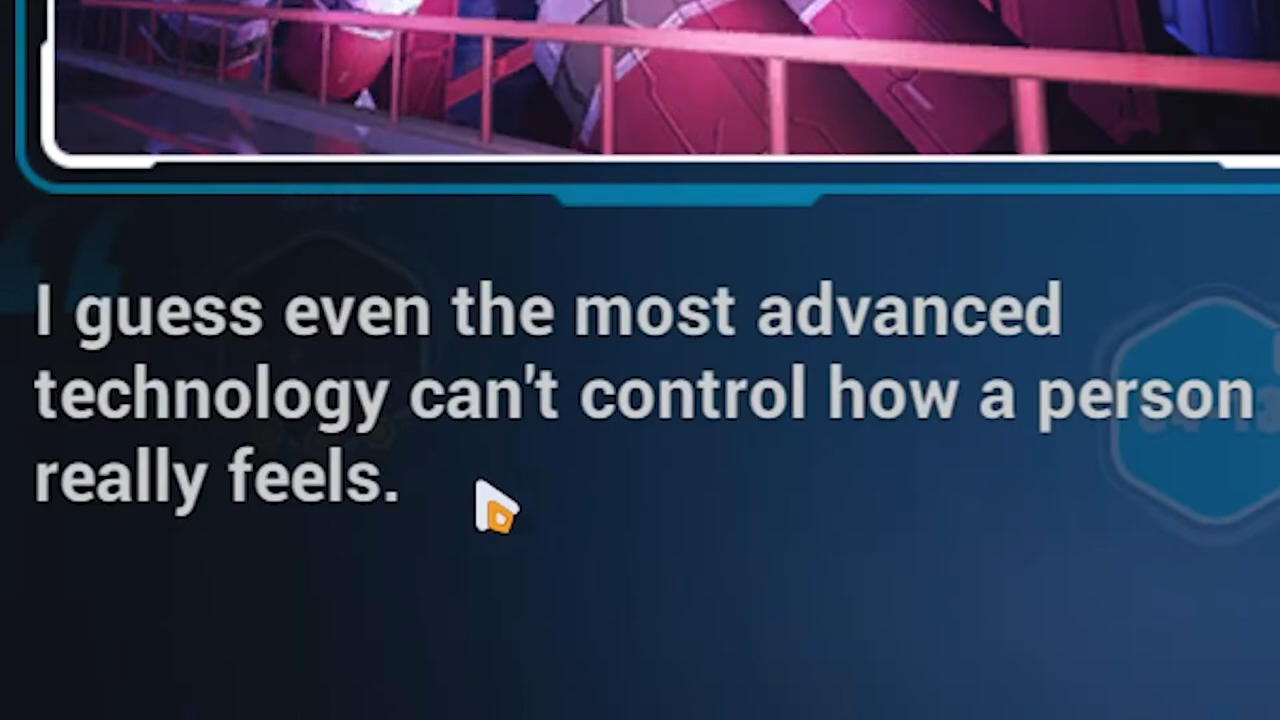 I guess even the most advanced
technology can't control how a person
really feels.